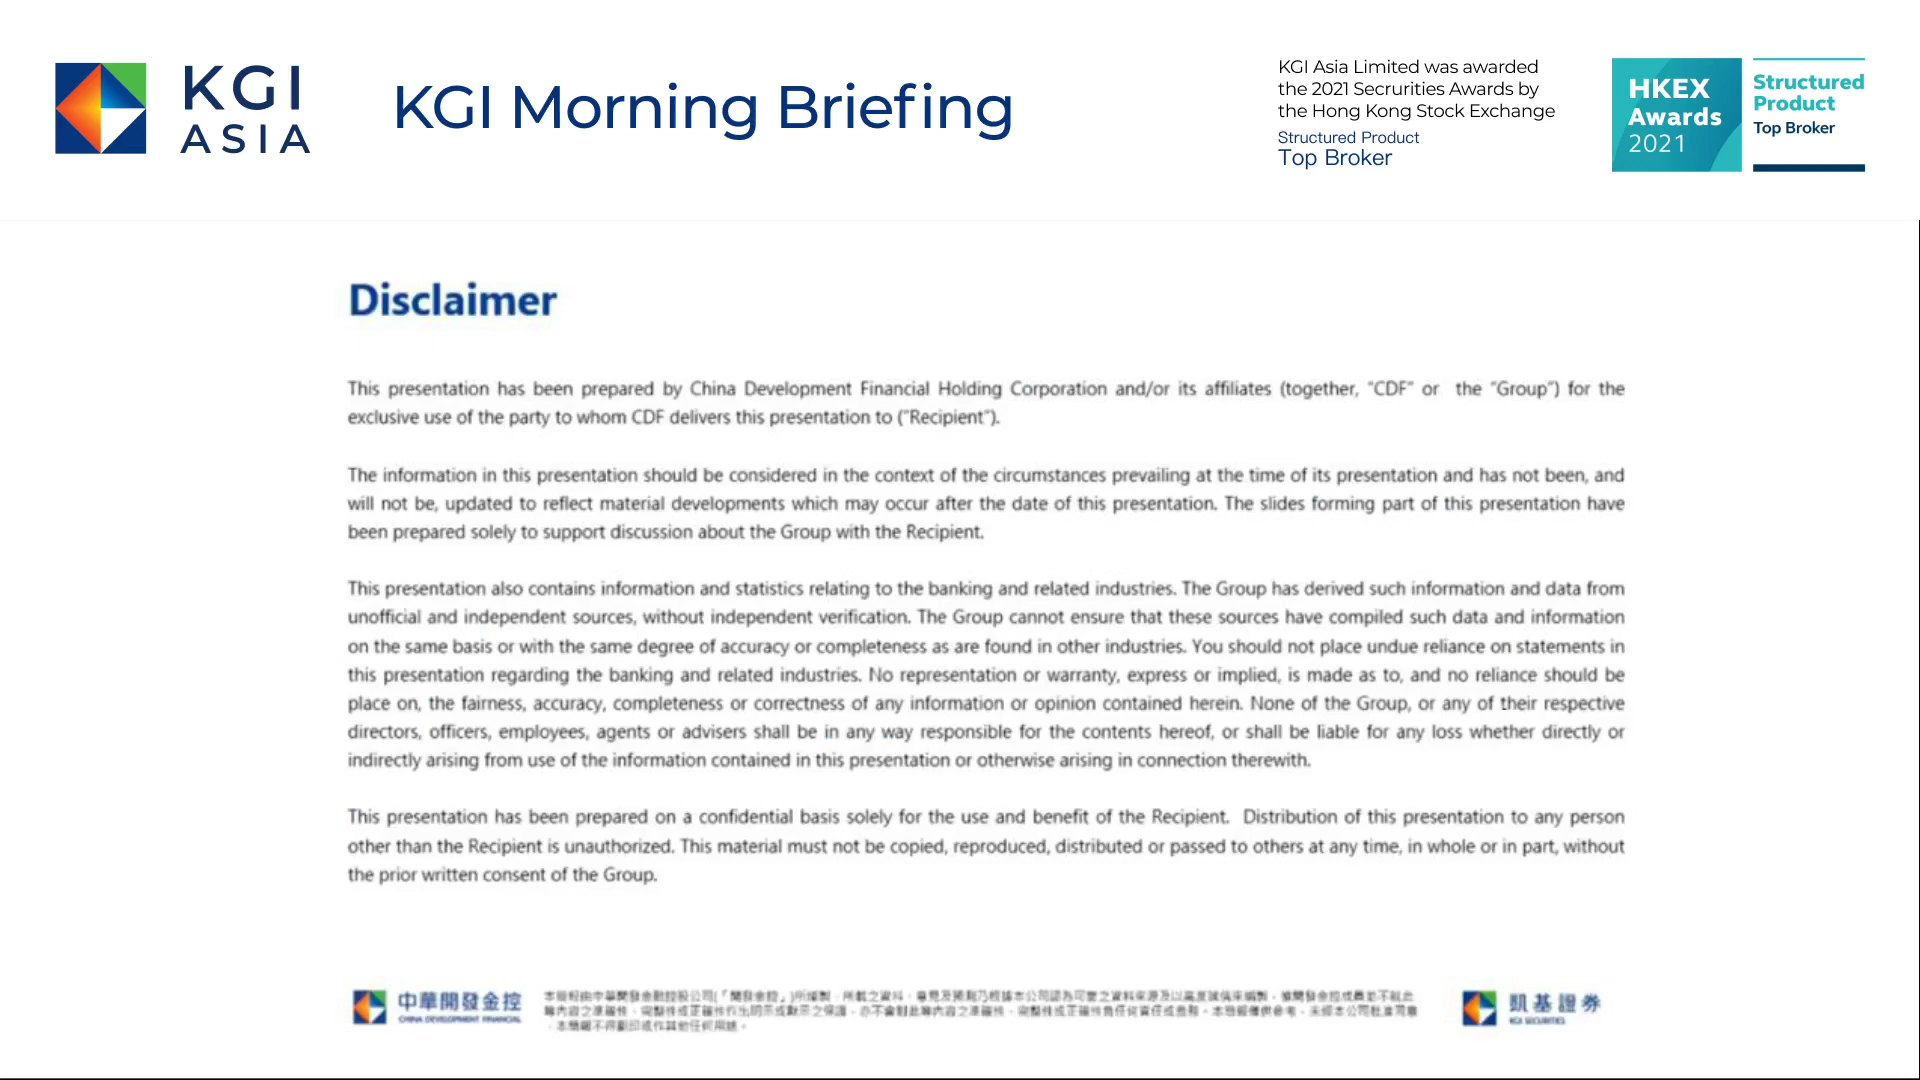 KGI
ASIA
KGI Morning Briefing
KGI Asia Limited was awarded
the 2021 Secrurities Awards by
the Hong Kong Stock Exchange
Structured Product
Top Broker
HKEX
Awards
2021
Structured
Product
Top Broker
Disclaimer
This presentation has been prepared by China Development Financial Holding Corporation and/or its affiliates (together, "CDF" or the "Group") for the
exclusive use of the party to whom CDF delivers this presentation to ("Recipient").
The information in this presentation should be considered in the context of the circumstances prevailing at the time of its presentation and has not been, and
will not be, updated to reflect material developments which may occur after the date of this presentation. The slides forming part of this presentation have
been prepared solely to support discussion about the Group with the Recipient.
This presentation also contains information and statistics relating to the banking and related industries. The Group has derived such information and data from
unofficial and independent sources, without independent verification. The Group cannot ensure that these sources have compiled such data and information
on the same basis or with the same degree of accuracy or completeness as are found in other industries. You should not place undue reliance on statements in
this presentation regarding the banking and related industries. No representation or warranty, express or implied, is made as to, and no reliance should be
place on, the fairness, accuracy, completeness or correctness of any information or opinion contained herein. None of the Group, or any of their respective
directors, officers, employees, agents or advisers shall be in any way responsible for the contents hereof, or shall be liable for any loss whether directly or
indirectly arising from use of the information contained in this presentation or otherwise arising in connection therewith.
This presentation has been prepared on a confidential basis solely for the use and benefit of the Recipient. Distribution of this presentation to any person
other than the Recipient is unauthorized. This material must not be copied, reproduced, distributed or passed to others at any time, in whole or in part, without
the prior written consent of the Group.
中華開發金控
CHINA DEVELOPMENT FINANCIAL
凱基證券
KGI SECURITIES